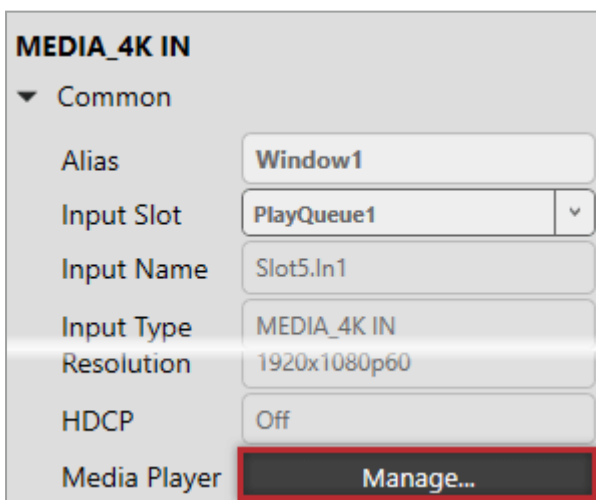 MEDIA_4K IN
Common
Alias Window1
Input Slot PlayQueue1
Input Name Slot5.In1
Input Type MEDIA_4K IN
Resolution 1920x1080p60
HDCP Off
Media Player Manage...